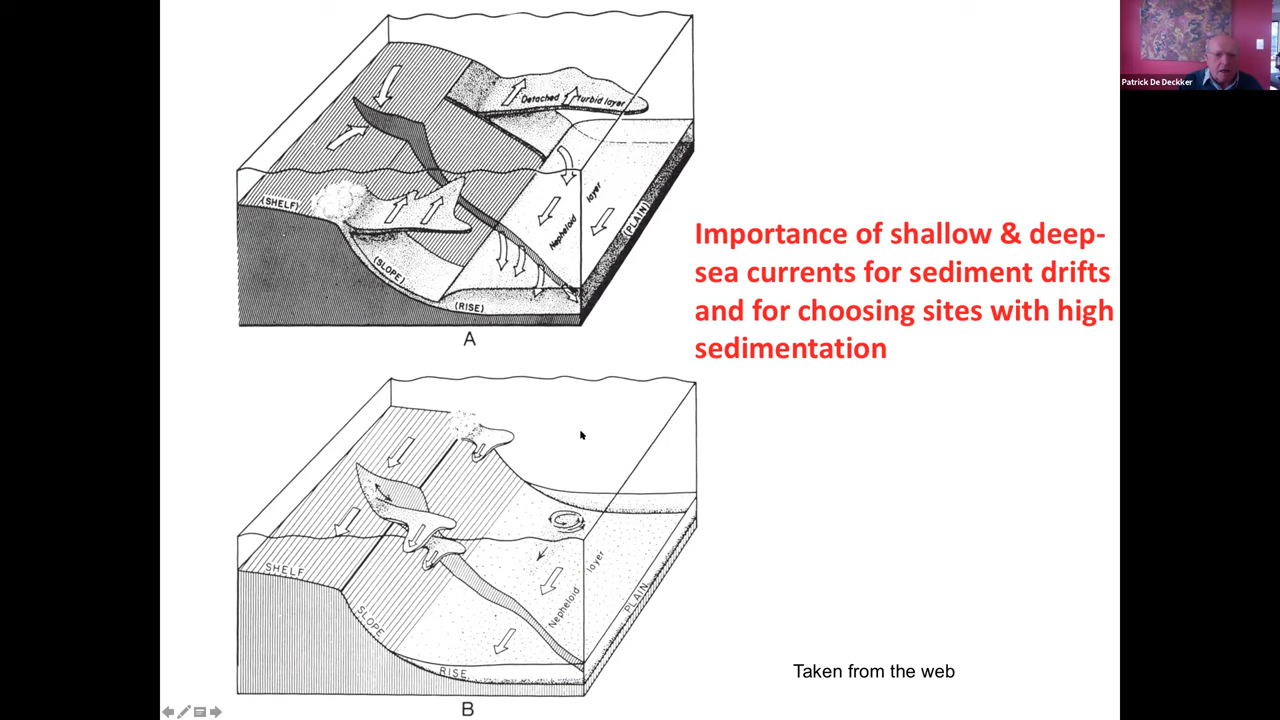 Patrick De Deckker
Detached turbid layer
(SHELF)
Nepheloid layer
(PLAIN)
(SLOPE)
(RISE)
A
Importance of shallow & deep-
sea currents for sediment drifts
and for choosing sites with high
sedimentation
SHELF
Nepheloid layer
PLAIN
SLOPE
RISE
B
Taken from the web